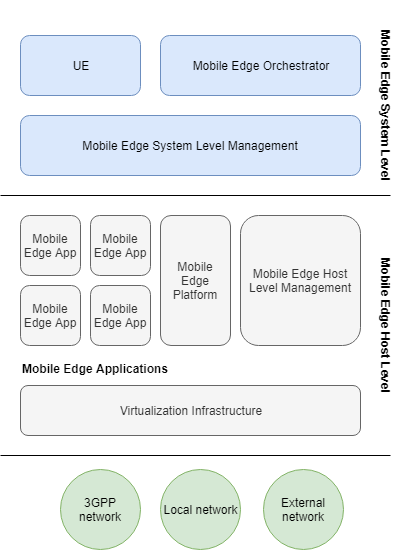 UE
Mobile Edge Orchestrator
Mobile Edge System Level Management
Mobile Edge System Level
Mobile
Edge App
Mobile
Edge App
Mobile
Edge App
Mobile
Edge App
Mobile
Edge
Platform
Mobile Edge Host
Level Management
Mobile Edge Applications
Virtualization Infrastructure
Mobile Edge Host Level
3GPP
network
Local network
External
network